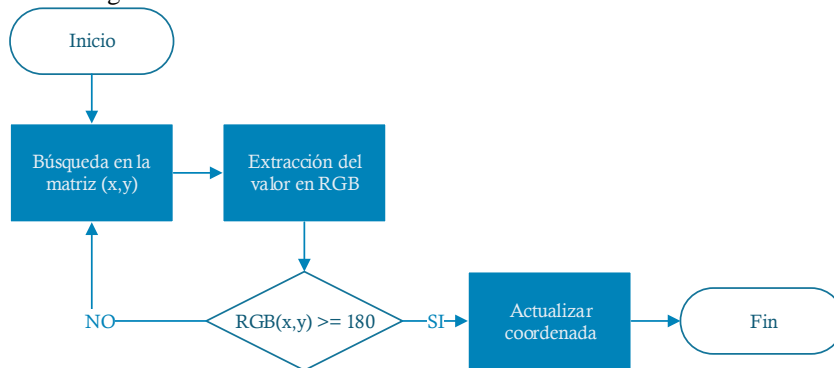 Inicio
Búsqueda en la
matriz (x,y)
Extracción del
valor en RGB
NO
RGB(x,y) >= 180
SI
Actualizar
coordenada
Fin